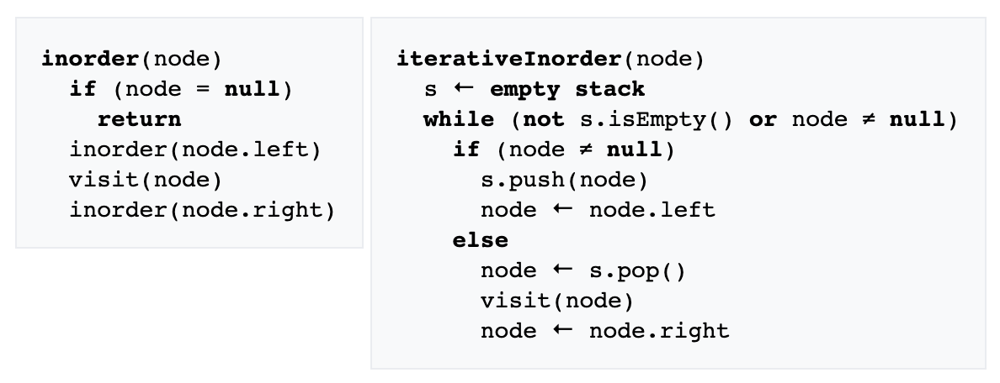 inorder(node)
  if (node = null)
    return
  inorder(node.left)
  visit(node)
  inorder(node.right)
iterativeInorder(node)
  s ← empty stack
  while (not s.isEmpty() or node ≠ null)
    if (node ≠ null)
      s.push(node)
      node ← node.left
    else
      node ← s.pop()
      visit(node)
      node ← node.right